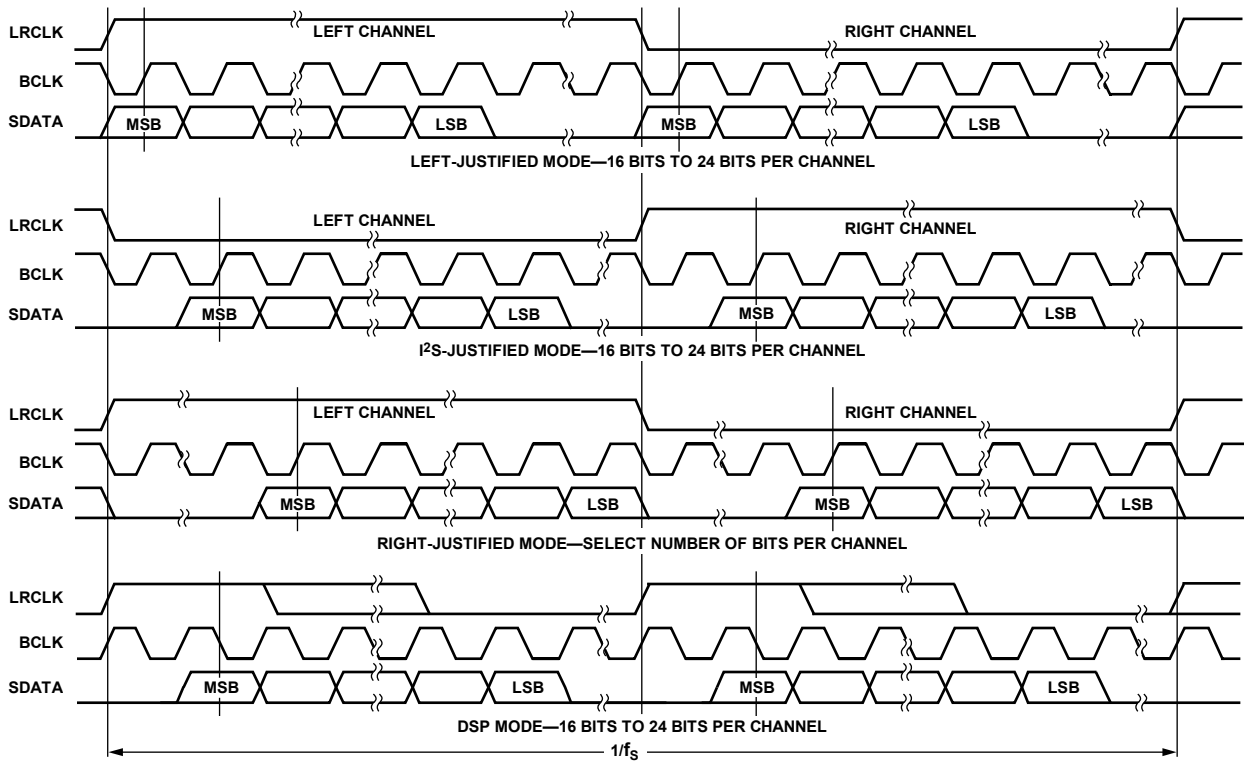 LRCLK LEFT CHANNEL RIGHT CHANNEL
BCLK
SDATA MSB LSB MSB LSB
LEFT-JUSTIFIED MODE—16 BITS TO 24 BITS PER CHANNEL
LRCLK LEFT CHANNEL RIGHT CHANNEL
BCLK
SDATA MSB LSB MSB LSB
I²S-JUSTIFIED MODE—16 BITS TO 24 BITS PER CHANNEL
LRCLK LEFT CHANNEL RIGHT CHANNEL
BCLK
SDATA MSB LSB MSB LSB
RIGHT-JUSTIFIED MODE—SELECT NUMBER OF BITS PER CHANNEL
LRCLK
BCLK
SDATA MSB LSB MSB LSB
DSP MODE—16 BITS TO 24 BITS PER CHANNEL
1/fS